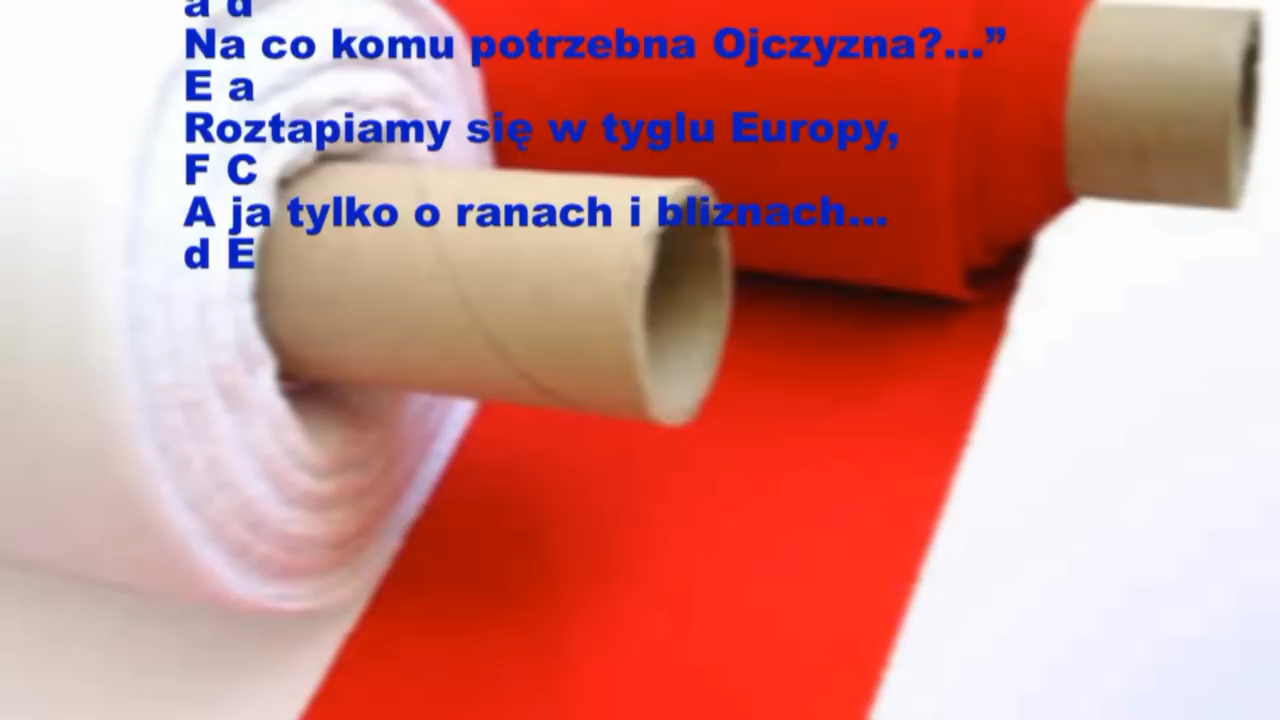 a d
Na co komu potrzebna Ojczyzna?...”
E a
Roztapiamy się w tyglu Europy,
F C
A ja tylko o ranach i bliznach...
d E